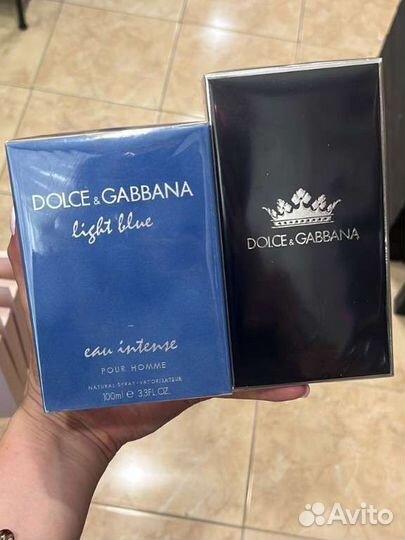 DOLCE & GABBANA
light blue
eau intense
POUR HOMME
NATURAL SPRAY - VAPORISATEUR
100ml e 3.3FL.OZ.
DOLCE & GABBANA
Avito